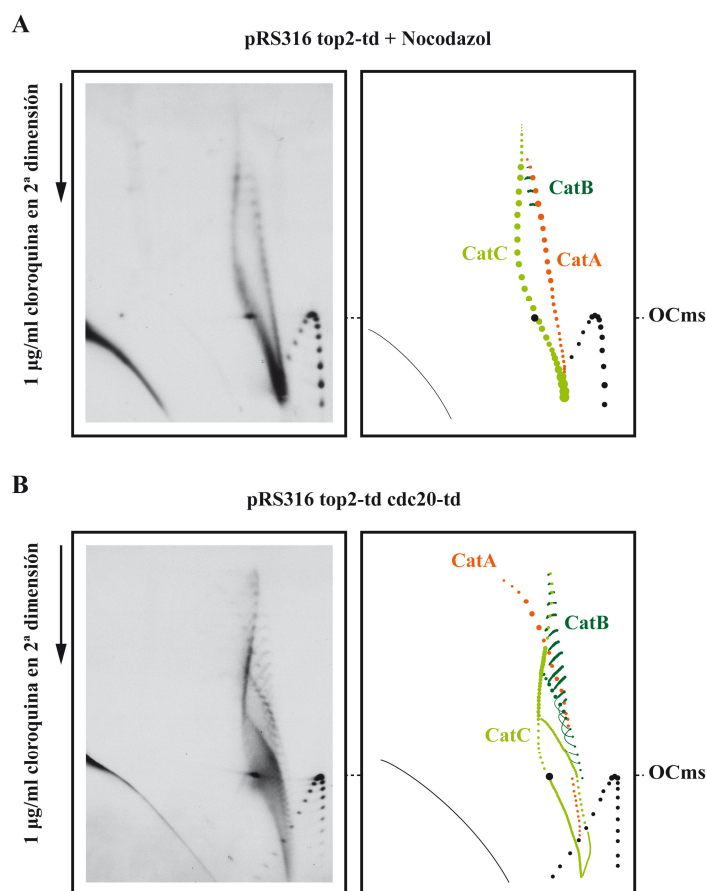 A
pRS316 top2-td + Nocodazol
1 µg/ml cloroquina en 2ª dimensión
CatB
CatC
CatA
OCms
B
pRS316 top2-td cdc20-td
1 µg/ml cloroquina en 2ª dimensión
CatA
CatB
CatC
OCms